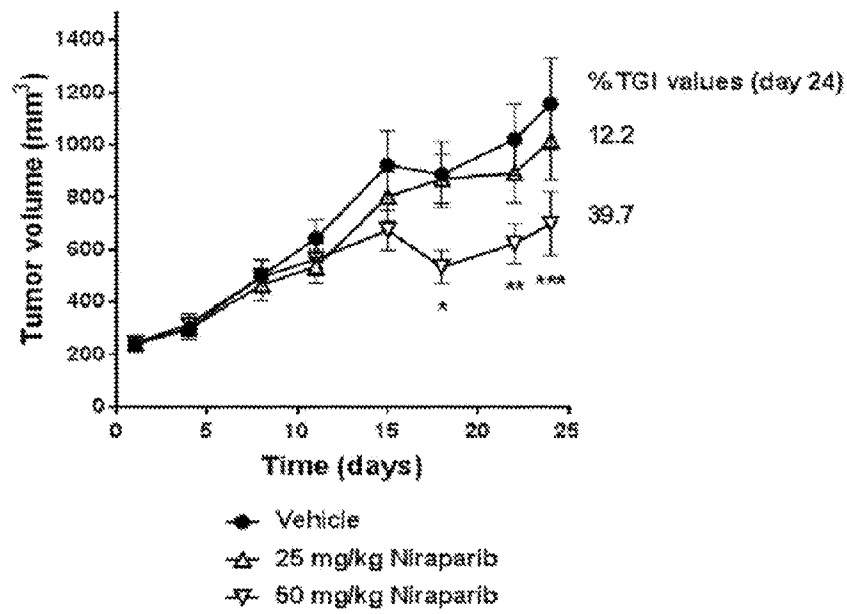 1400
1200
1000
800
600
400
200
0
Tumor volume (mm³)
0 5 10 15 20 25
Time (days)
% TGI values (day 24)
12.2
39.7
* ** ***
Vehicle
25 mg/kg Niraparib
50 mg/kg Niraparib